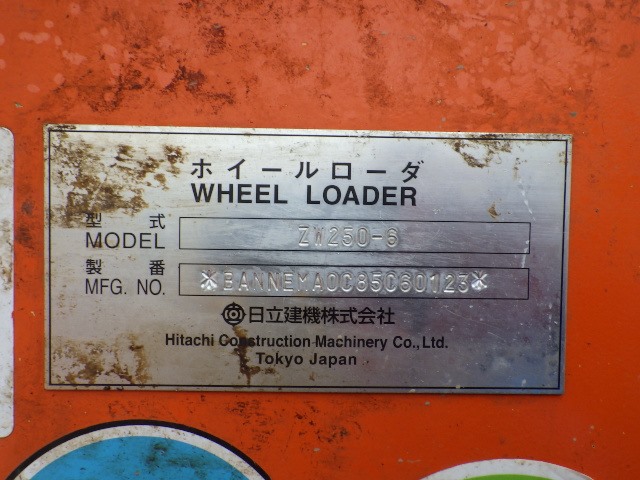 ホイールローダ
WHEEL LOADER
型式
MODEL ZW250-6
製番
MFG. NO. *BANNEMA0C85060123*
日立建機株式会社
Hitachi Construction Machinery Co., Ltd.
Tokyo Japan